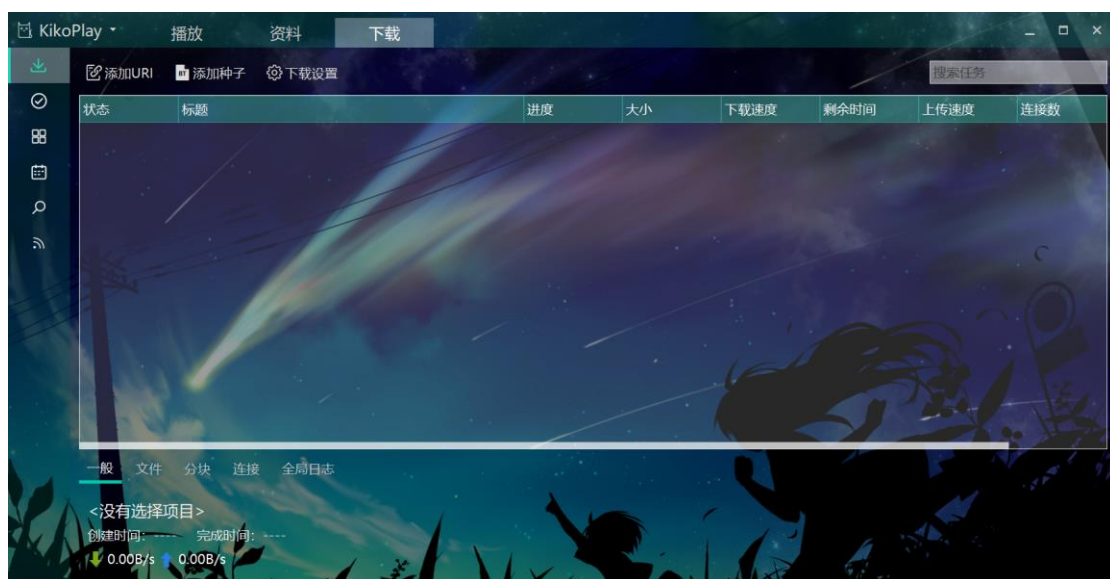 KikoPlay 播放 资料 下载
添加URI BT 添加种子 下载设置 搜索任务
状态 标题 进度 大小 下载速度 剩余时间 上传速度 连接数
一般 文件 分块 连接 全局日志
<没有选择项目>
创建时间：---- 完成时间：----
0.00B/s 0.00B/s